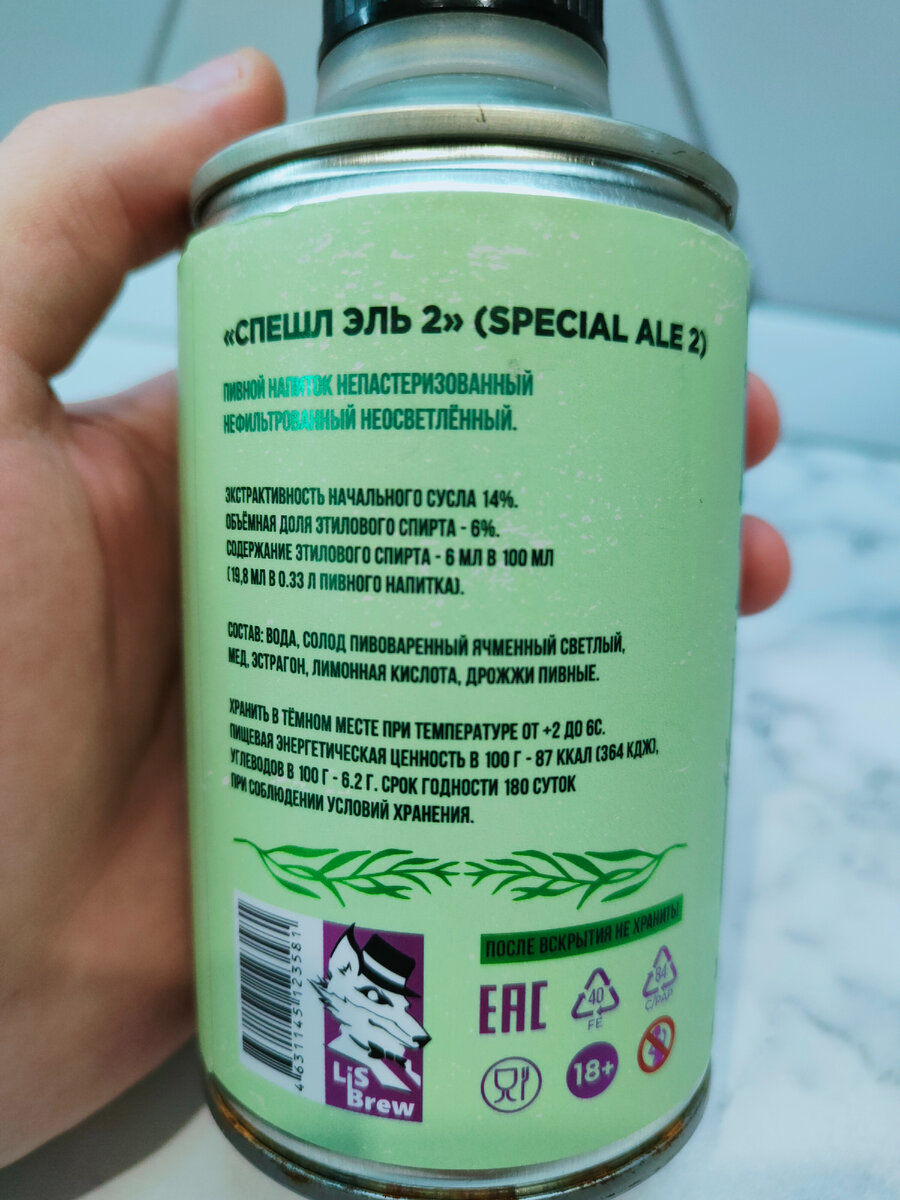 «СПЕШЛ ЭЛЬ 2» (SPECIAL ALE 2)
ПИВНОЙ НАПИТОК НЕПАСТЕРИЗОВАННЫЙ
НЕФИЛЬТРОВАННЫЙ НЕОСВЕТЛЁННЫЙ.
ЭКСТРАКТИВНОСТЬ НАЧАЛЬНОГО СУСЛА 14%.
ОБЪЁМНАЯ ДОЛЯ ЭТИЛОВОГО СПИРТА - 6%.
СОДЕРЖАНИЕ ЭТИЛОВОГО СПИРТА - 6 МЛ В 100 МЛ
(19,8 МЛ В 0.33 Л ПИВНОГО НАПИТКА).
СОСТАВ: ВОДА, СОЛОД ПИВОВАРЕННЫЙ ЯЧМЕННЫЙ СВЕТЛЫЙ,
МЕД, ЭСТРАГОН, ЛИМОННАЯ КИСЛОТА, ДРОЖЖИ ПИВНЫЕ.
ХРАНИТЬ В ТЁМНОМ МЕСТЕ ПРИ ТЕМПЕРАТУРЕ ОТ +2 ДО 6С.
ПИЩЕВАЯ ЭНЕРГЕТИЧЕСКАЯ ЦЕННОСТЬ В 100 Г - 87 ККАЛ (364 КДЖ),
УГЛЕВОДОВ В 100 Г - 6.2 Г. СРОК ГОДНОСТИ 180 СУТОК
ПРИ СОБЛЮДЕНИИ УСЛОВИЙ ХРАНЕНИЯ.
ПОСЛЕ ВСКРЫТИЯ НЕ ХРАНИТЬ!
4631145123581
LiS
Brew
EAC
40
FE
84
C/PAP
18+